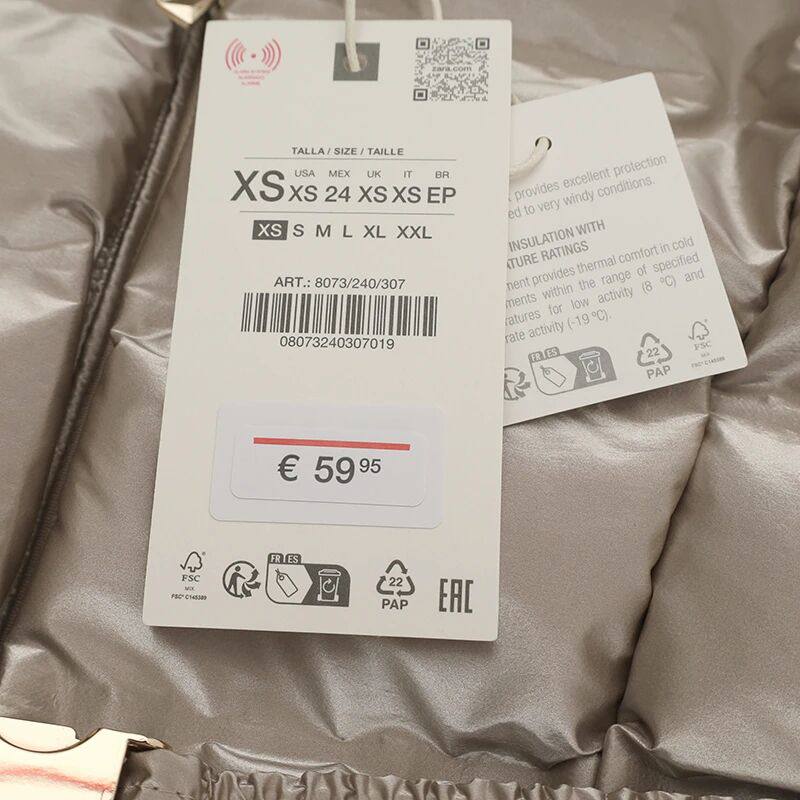 zara.com
TALLA / SIZE / TAILLE
USA MEX UK IT BR
XS XS 24 XS XS EP
XS S M L XL XXL
ART.: 8073/240/307
08073240307019
€ 59 95
FR ES
FSC
MIX
FSC® C145389
22
PAP
EAC
provides excellent protection
ed to very windy conditions.
INSULATION WITH
TURE RATINGS
ment provides thermal comfort in cold
ments within the range of specified
ratures for low activity (8 ºC) and
rate activity (-19 ºC).
FR ES
22
PAP
FSC
MIX
FSC® C145389